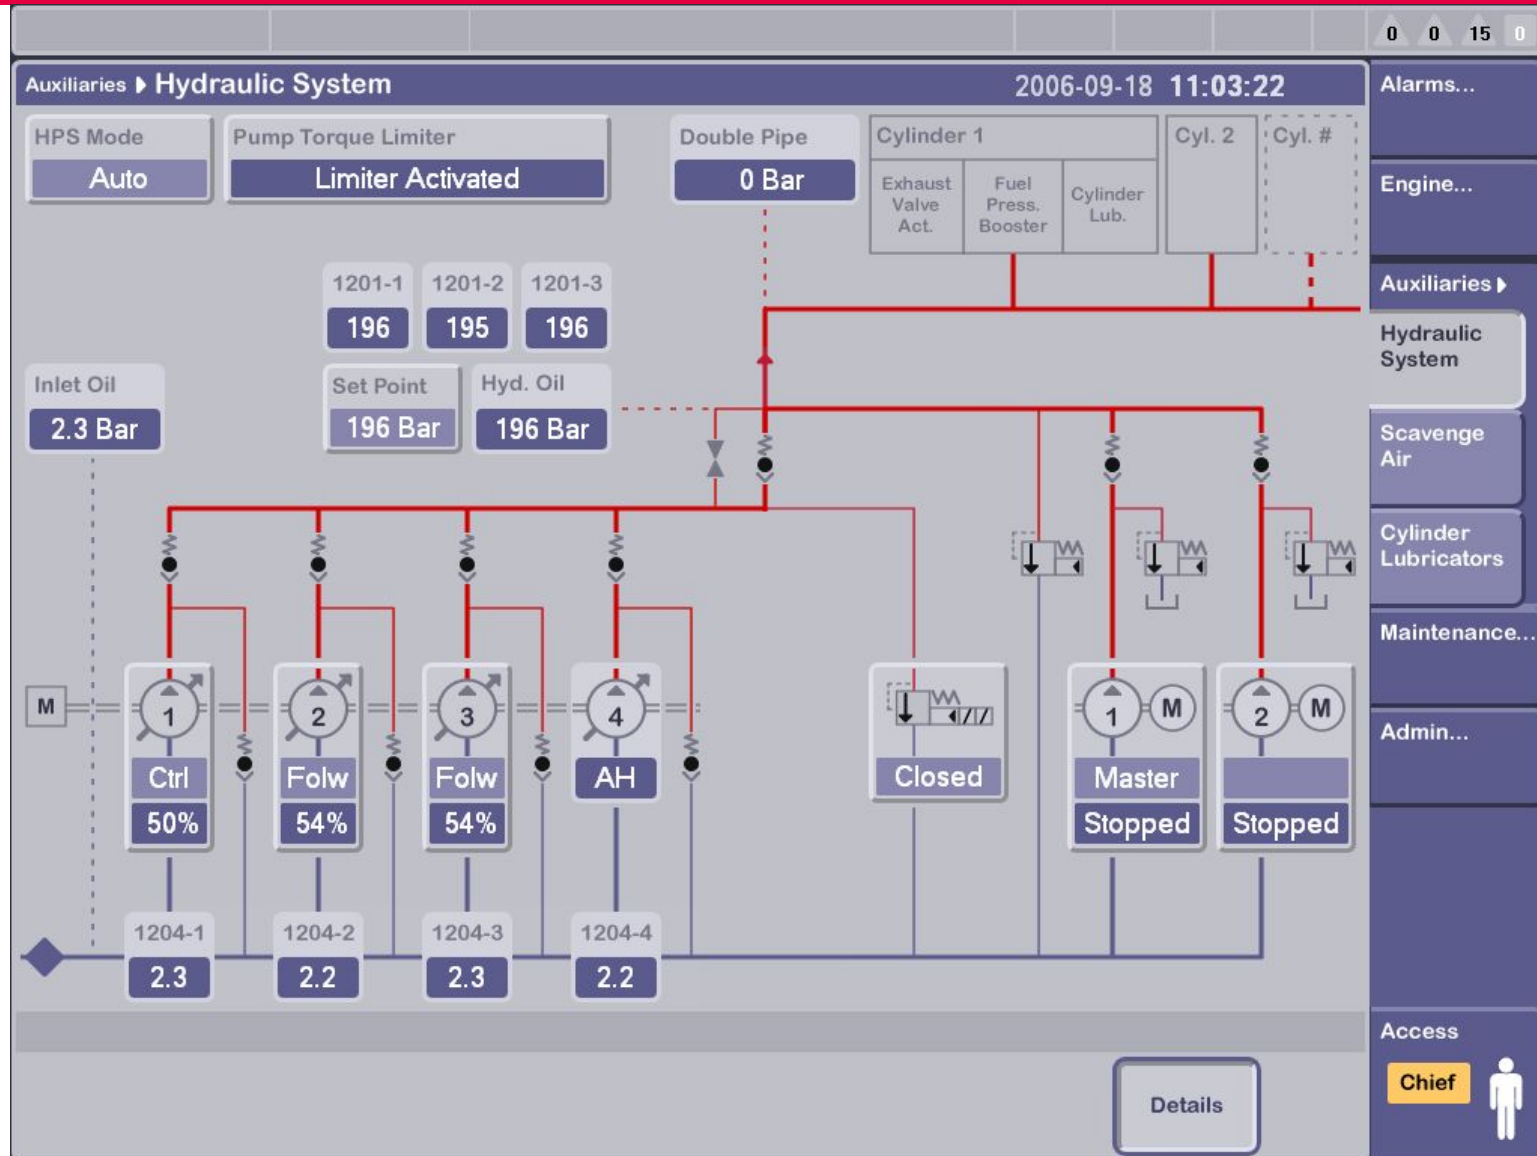 0 0 15 0
Auxiliaries Hydraulic System 2006-09-18 11:03:22
Alarms...
HPS Mode
Auto
Pump Torque Limiter
Limiter Activated
Double Pipe
0 Bar
Cylinder 1
Exhaust
Valve
Act.
Fuel
Press.
Booster
Cylinder
Lub.
Cyl. 2
Cyl. #
Engine...
1201-1 1201-2 1201-3
196 195 196
Auxiliaries
Hydraulic
System
Inlet Oil
2.3 Bar
Set Point
196 Bar
Hyd. Oil
196 Bar
Scavenge
Air
Cylinder
Lubricators
Maintenance...
M
1
Ctrl
50%
2
Folw
54%
3
Folw
54%
4
AH
Closed
1 M
Master
Stopped
2 M
Stopped
Admin...
1204-1 1204-2 1204-3 1204-4
2.3 2.2 2.3 2.2
Access
Chief
Details